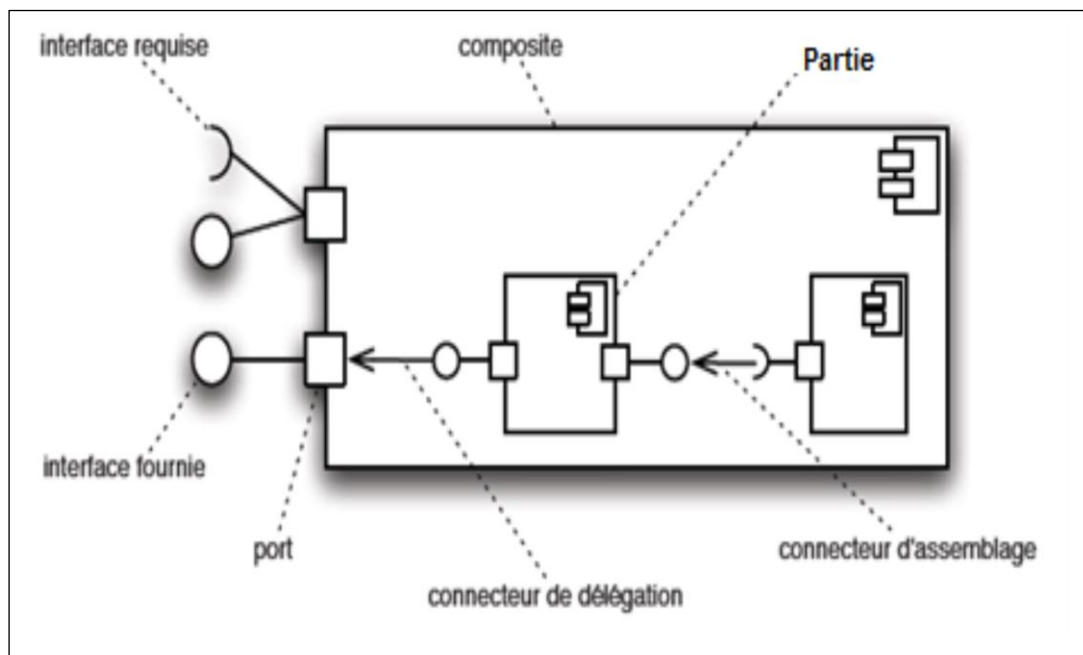 interface requise
composite
Partie
interface fournie
port
connecteur de délégation
connecteur d'assemblage